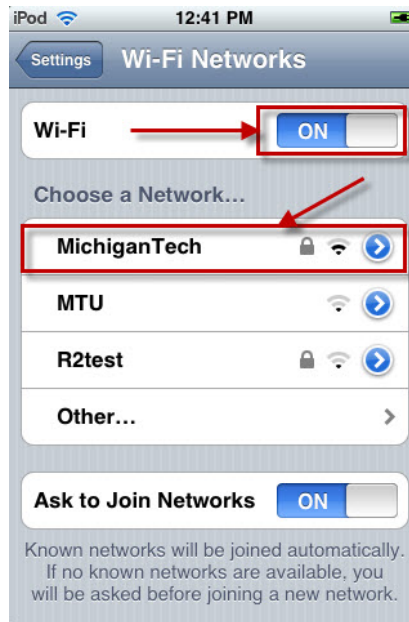 iPod 12:41 PM
Settings Wi-Fi Networks
Wi-Fi ON
Choose a Network...
MichiganTech
MTU
R2test
Other...
Ask to Join Networks ON
Known networks will be joined automatically.
If no known networks are available, you
will be asked before joining a new network.